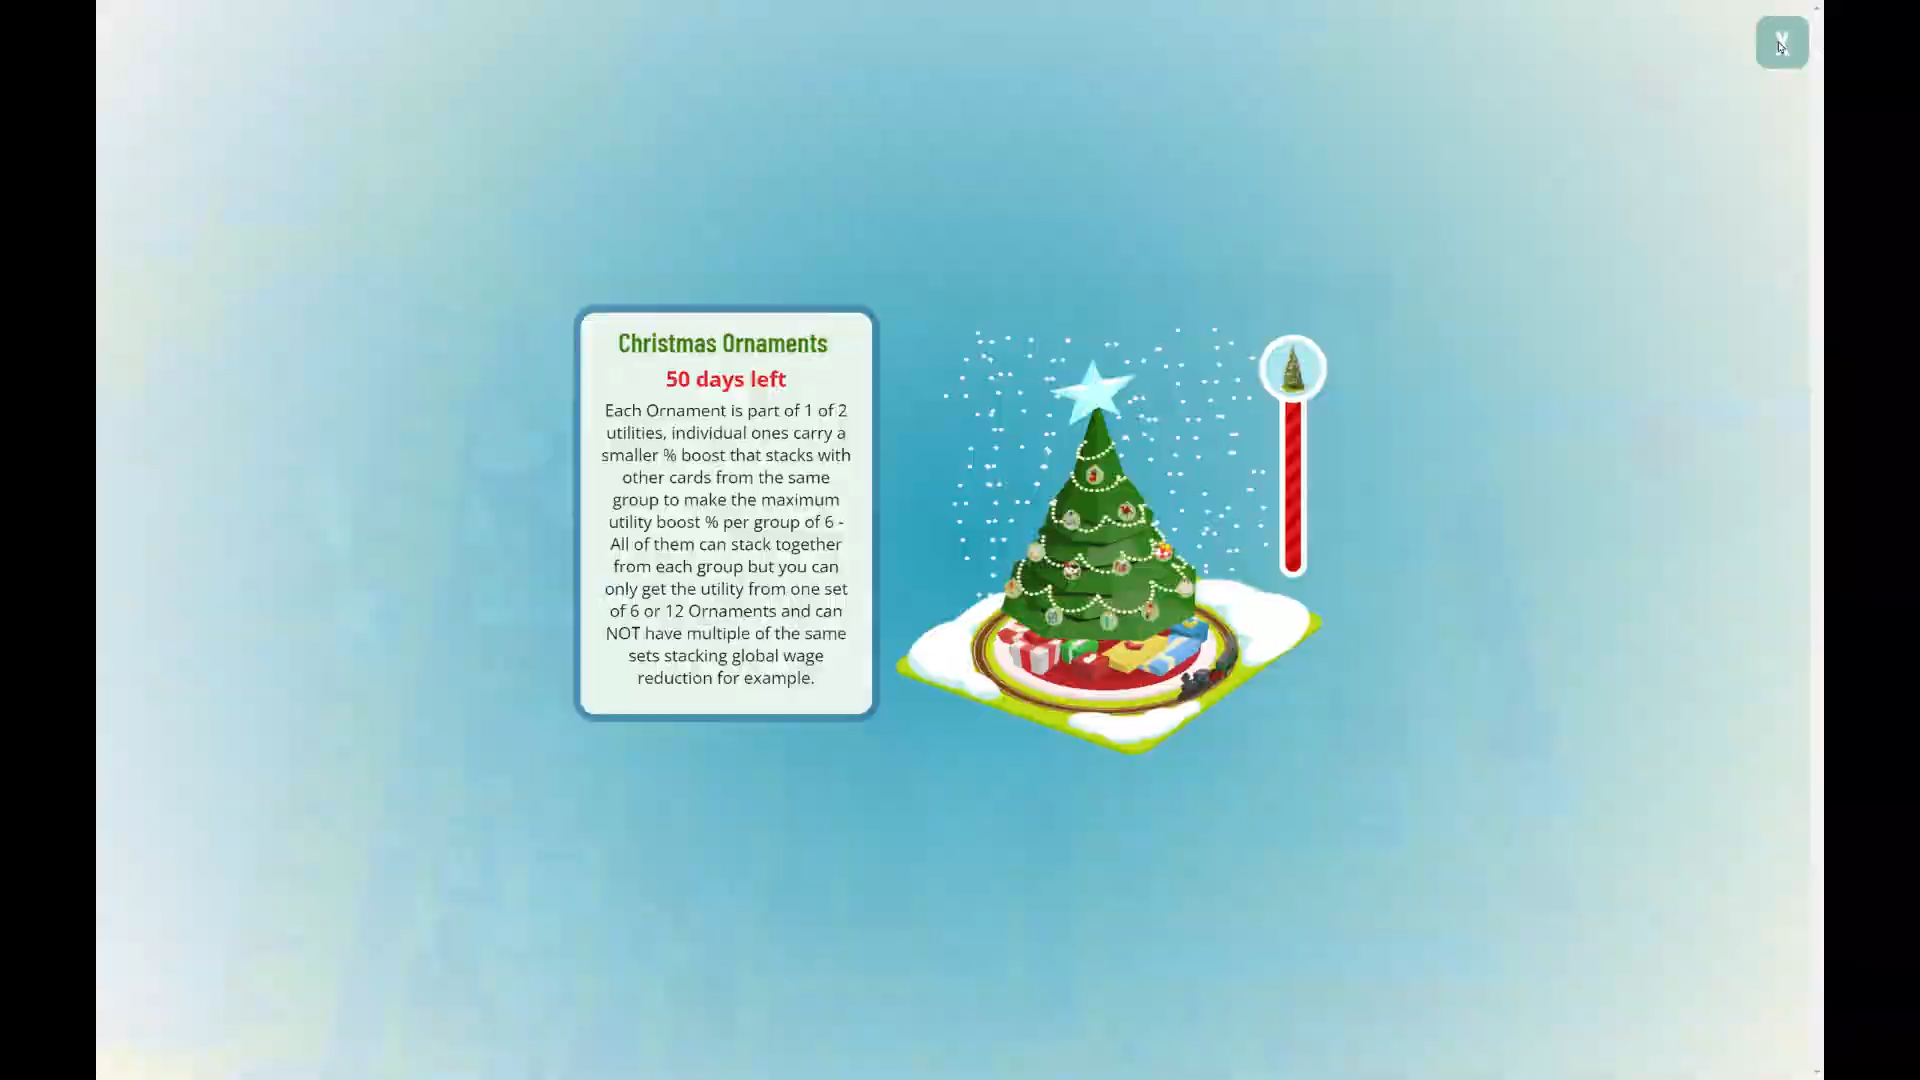 X
Christmas Ornaments
50 days left
Each Ornament is part of 1 of 2
utilities, individual ones carry a
smaller % boost that stacks with
other cards from the same
group to make the maximum
utility boost % per group of 6 -
All of them can stack together
from each group but you can
only get the utility from one set
of 6 or 12 Ornaments and can
NOT have multiple of the same
sets stacking global wage
reduction for example.